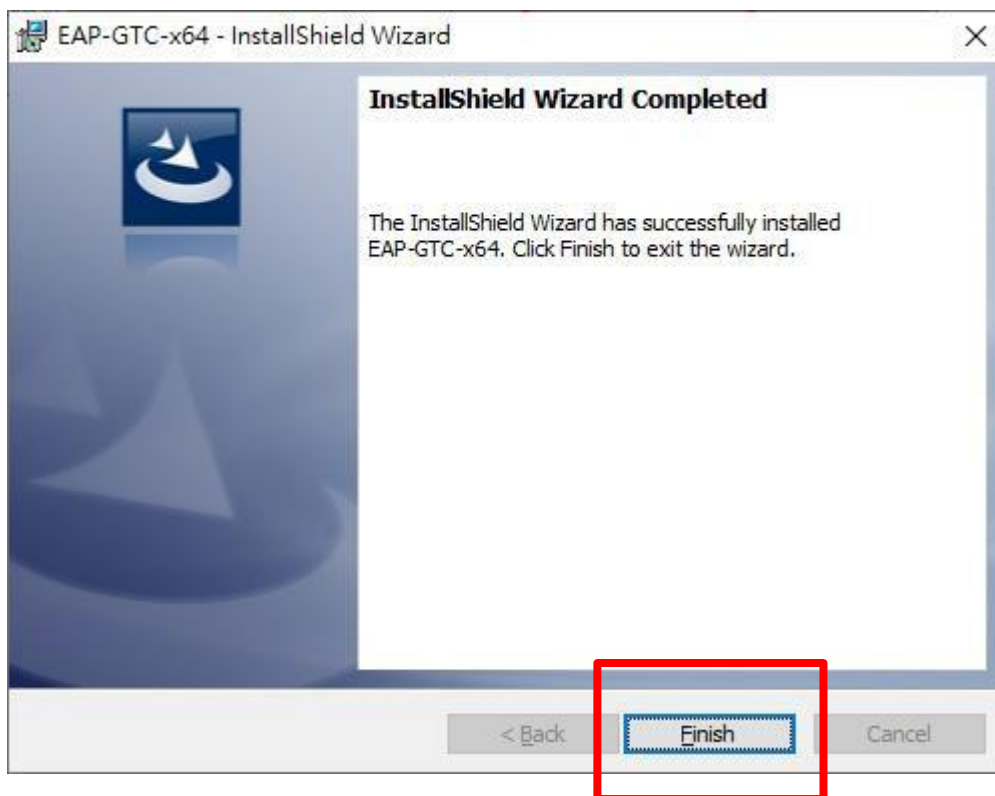 EAP-GTC-x64 - InstallShield Wizard
InstallShield Wizard Completed
The InstallShield Wizard has successfully installed
EAP-GTC-x64. Click Finish to exit the wizard.
< Back Finish Cancel